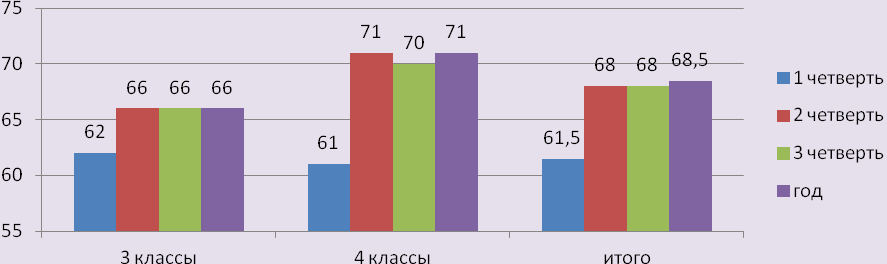 75
70
65
60
55
62
66
66
66
61
71
70
71
61,5
68
68
68,5
3 классы
4 классы
итого
1 четверть
2 четверть
3 четверть
год